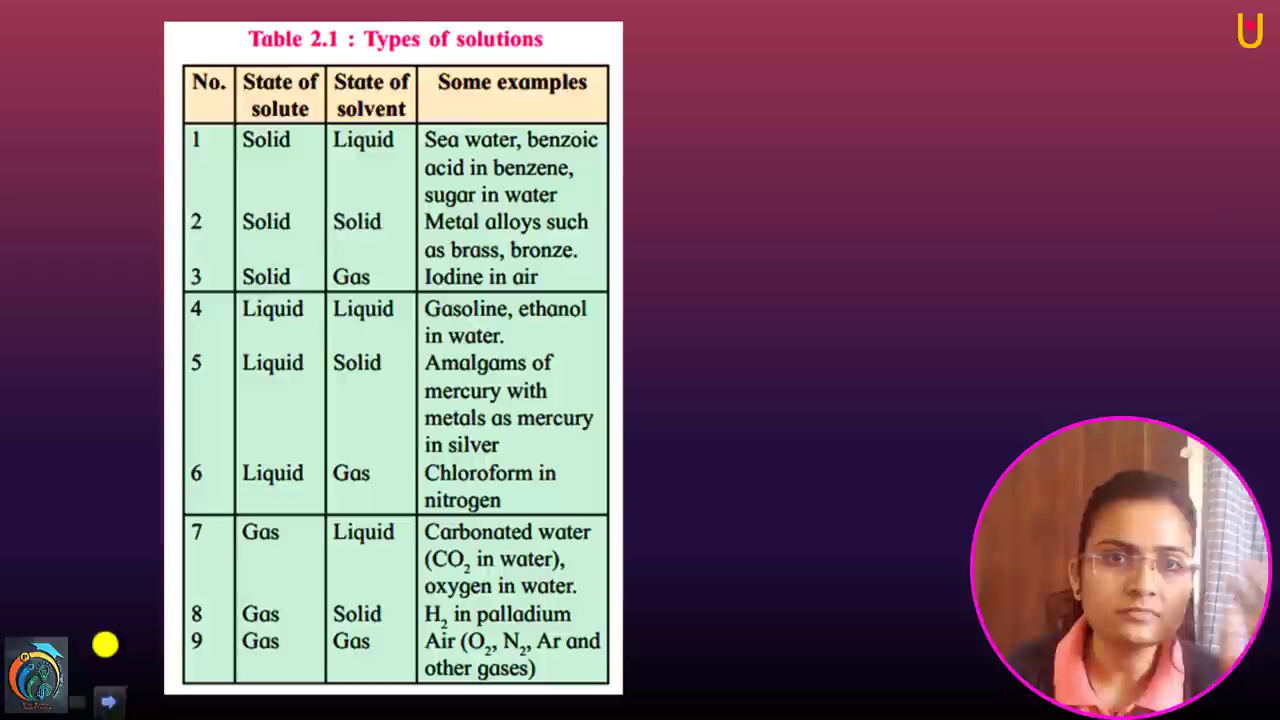 Table 2.1 : Types of solutions
No. State of solute State of solvent Some examples
1 Solid Liquid Sea water, benzoic
acid in benzene,
sugar in water
2 Solid Solid Metal alloys such
as brass, bronze.
3 Solid Gas Iodine in air
4 Liquid Liquid Gasoline, ethanol
in water.
5 Liquid Solid Amalgams of
mercury with
metals as mercury
in silver
6 Liquid Gas Chloroform in
nitrogen
7 Gas Liquid Carbonated water
(CO₂ in water),
oxygen in water.
8 Gas Solid H₂ in palladium
9 Gas Gas Air (O₂, N₂, Ar and
other gases)